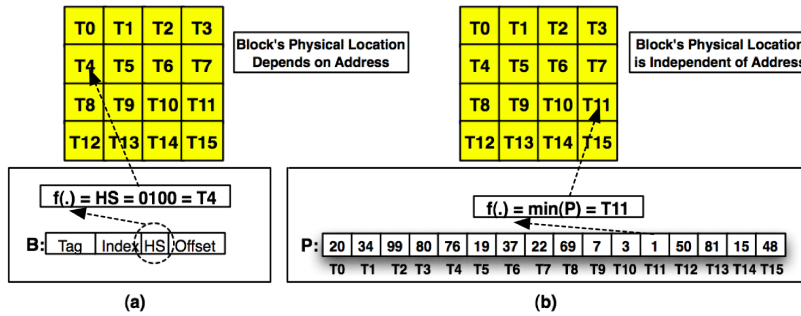 T0 T1 T2 T3
T4 T5 T6 T7
T8 T9 T10 T11
T12 T13 T14 T15
Block's Physical Location
Depends on Address
f(.) = HS = 0100 = T4
B: Tag Index HS Offset
(a)
T0 T1 T2 T3
T4 T5 T6 T7
T8 T9 T10 T11
T12 T13 T14 T15
Block's Physical Location
is Independent of Address
f(.) = min(P) = T11
P: 20 34 99 80 76 19 37 22 69 7 3 1 50 81 15 48
T0 T1 T2 T3 T4 T5 T6 T7 T8 T9 T10 T11 T12 T13 T14 T15
(b)